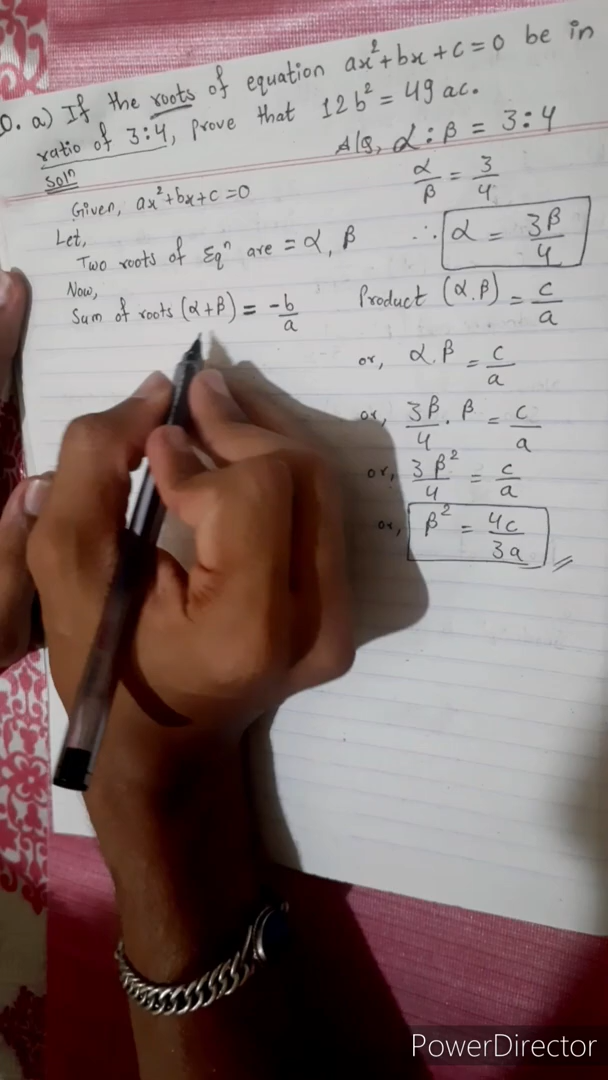 0. a) If the roots of equation ax²+bx+c=0 be in
ratio of 3:4, prove that 12b² = 49ac.
Solⁿ
Given, ax²+bx+c=0
Let,
Two roots of Eqⁿ are = α, β
Now,
Sum of roots (α+β) = -b/a
A/Q, α:β = 3:4
α/β = 3/4
∴ α = 3β/4
Product (α.β) = c/a
or, α.β = c/a
or, 3β/4 . β = c/a
or, 3β²/4 = c/a
or, β² = 4c/3a
PowerDirector